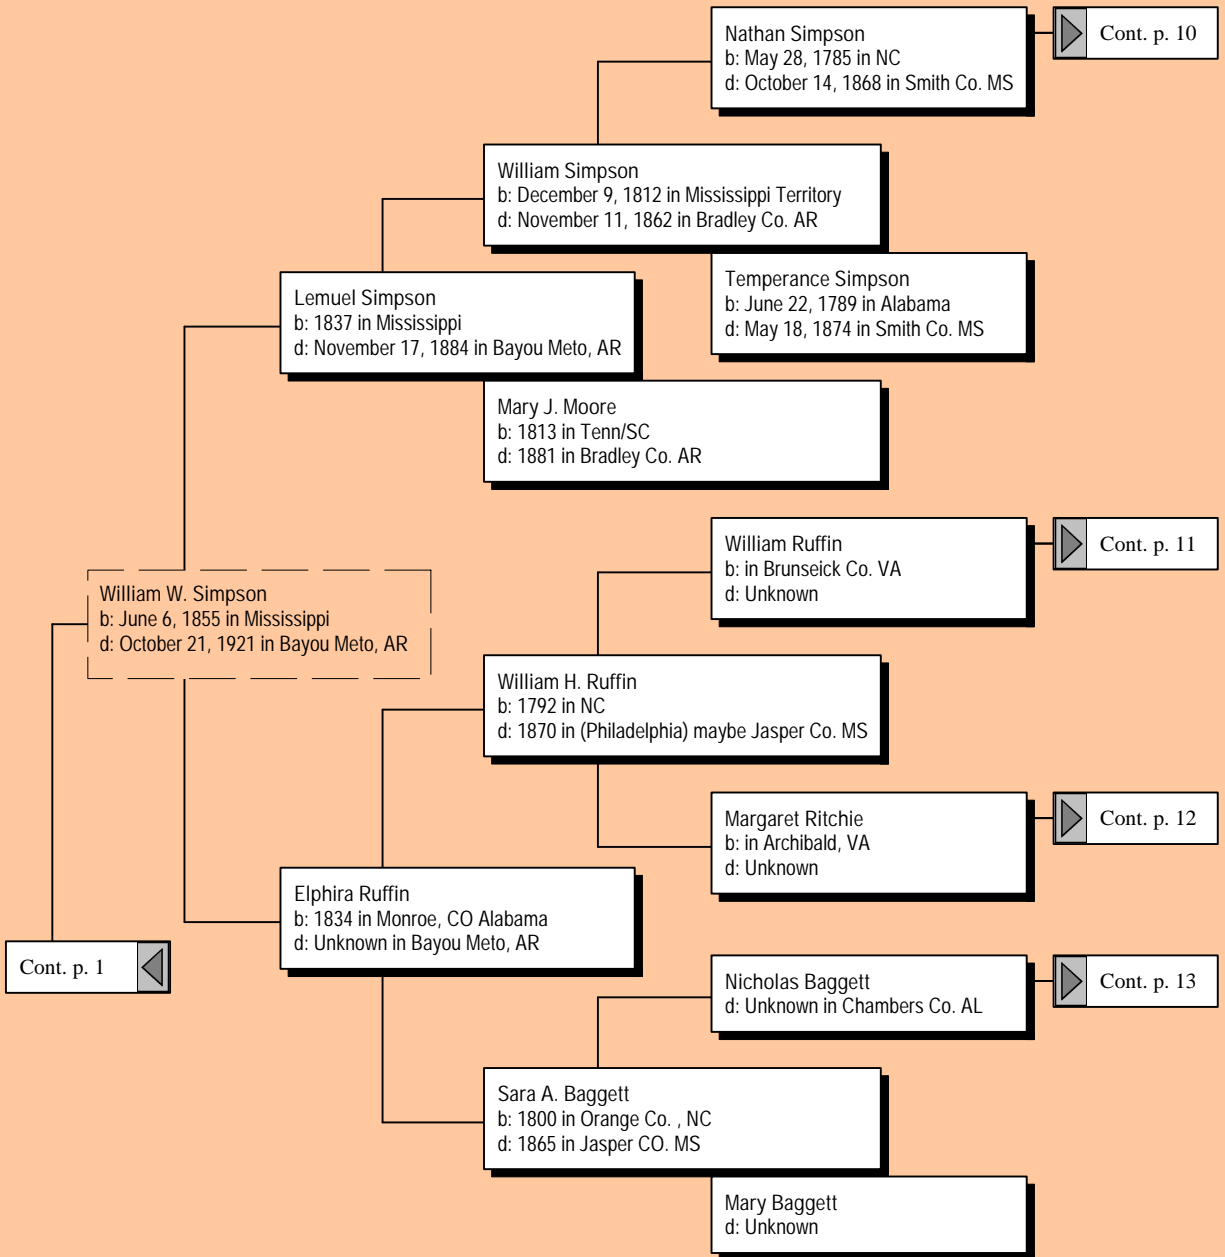 Nathan Simpson
b: May 28, 1785 in NC
d: October 14, 1868 in Smith Co. MS
Cont. p. 10
William Simpson
b: December 9, 1812 in Mississippi Territory
d: November 11, 1862 in Bradley Co. AR
Temperance Simpson
b: June 22, 1789 in Alabama
d: May 18, 1874 in Smith Co. MS
Lemuel Simpson
b: 1837 in Mississippi
d: November 17, 1884 in Bayou Meto, AR
Mary J. Moore
b: 1813 in Tenn/SC
d: 1881 in Bradley Co. AR
William Ruffin
b: in Brunseick Co. VA
d: Unknown
Cont. p. 11
William W. Simpson
b: June 6, 1855 in Mississippi
d: October 21, 1921 in Bayou Meto, AR
William H. Ruffin
b: 1792 in NC
d: 1870 in (Philadelphia) maybe Jasper Co. MS
Margaret Ritchie
b: in Archibald, VA
d: Unknown
Cont. p. 12
Elphira Ruffin
b: 1834 in Monroe, CO Alabama
d: Unknown in Bayou Meto, AR
Cont. p. 1
Nicholas Baggett
d: Unknown in Chambers Co. AL
Cont. p. 13
Sara A. Baggett
b: 1800 in Orange Co. , NC
d: 1865 in Jasper CO. MS
Mary Baggett
d: Unknown